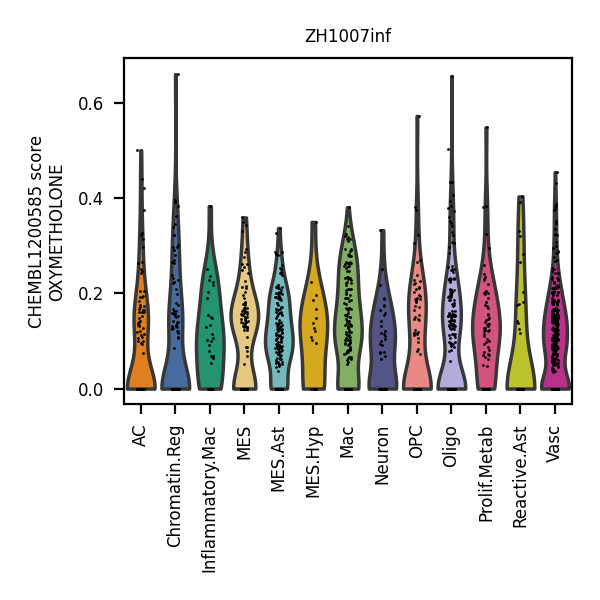 ZH1007inf
CHEMBL1200585 score
OXYMETHOLONE
0.6
0.4
0.2
0.0
AC
Chromatin.Reg
Inflammatory.Mac
MES
MES.Ast
MES.Hyp
Mac
Neuron
OPC
Oligo
Prolif.Metab
Reactive.Ast
Vasc